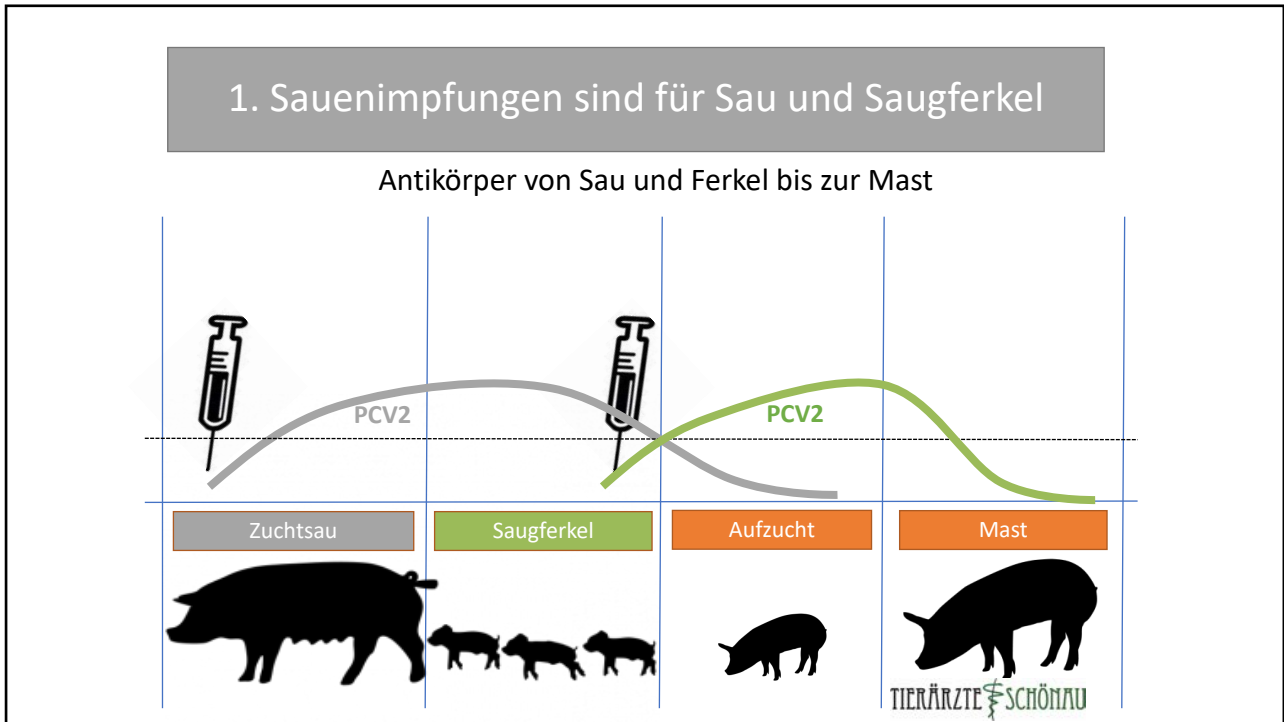 1. Sauenimpfungen sind für Sau und Saugferkel
Antikörper von Sau und Ferkel bis zur Mast
PCV2
PCV2
Zuchtsau
Saugferkel
Aufzucht
Mast
TIERÄRZTE SCHÖNAU